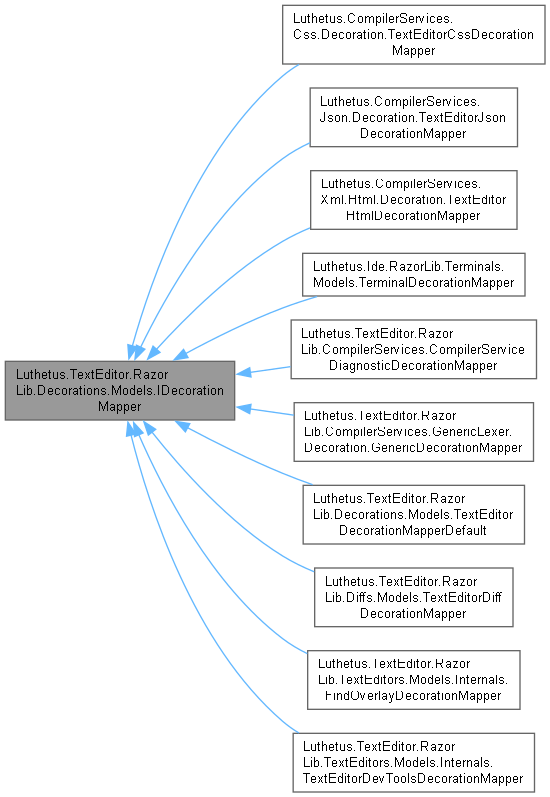 Luthetus.CompilerServices.
Css.Decoration.TextEditorCssDecoration
Mapper
Luthetus.CompilerServices.
Json.Decoration.TextEditorJson
DecorationMapper
Luthetus.CompilerServices.
Xml.Html.Decoration.TextEditor
HtmlDecorationMapper
Luthetus.Ide.RazorLib.Terminals.
Models.TerminalDecorationMapper
Luthetus.TextEditor.Razor
Lib.CompilerServices.CompilerService
DiagnosticDecorationMapper
Luthetus.TextEditor.Razor
Lib.Decorations.Models.IDecoration
Mapper
Luthetus.TextEditor.Razor
Lib.CompilerServices.GenericLexer.
Decoration.GenericDecorationMapper
Luthetus.TextEditor.Razor
Lib.Decorations.Models.TextEditor
DecorationMapperDefault
Luthetus.TextEditor.Razor
Lib.Diffs.Models.TextEditorDiff
DecorationMapper
Luthetus.TextEditor.Razor
Lib.TextEditors.Models.Internals.
FindOverlayDecorationMapper
Luthetus.TextEditor.Razor
Lib.TextEditors.Models.Internals.
TextEditorDevToolsDecorationMapper